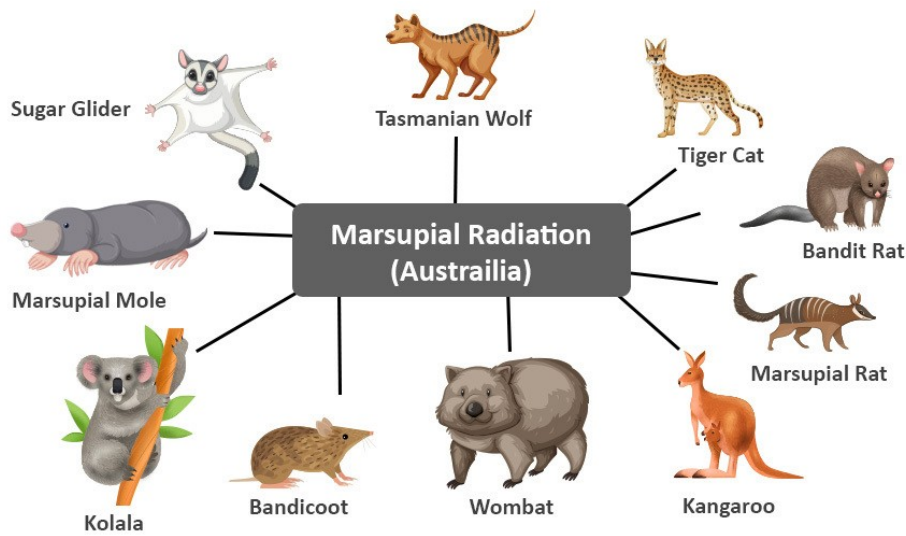 Sugar Glider
Tasmanian Wolf
Tiger Cat
Bandit Rat
Marsupial Radiation
(Austrailia)
Marsupial Mole
Marsupial Rat
Kolala
Bandicoot
Wombat
Kangaroo